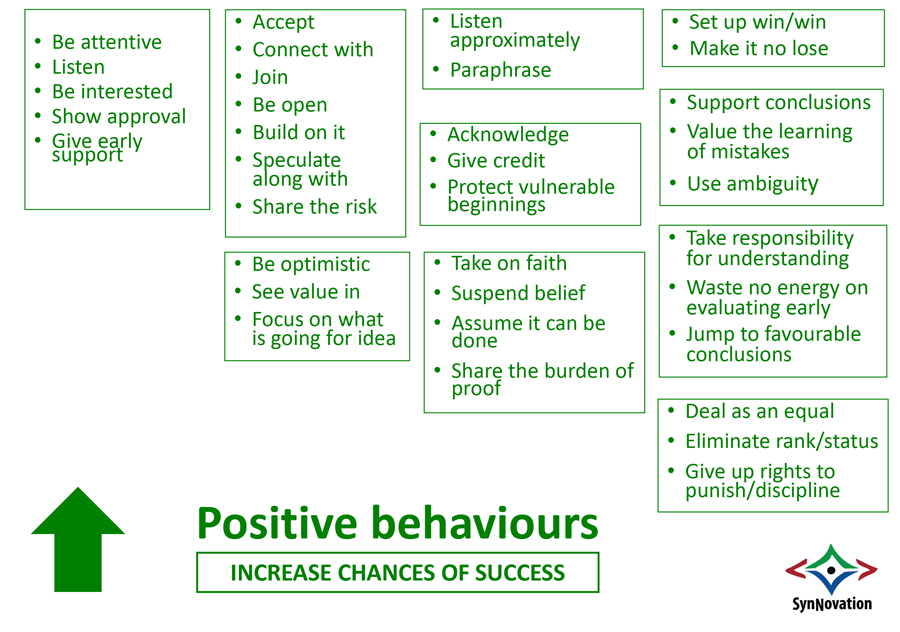 • Be attentive
• Listen
• Be interested
• Show approval
• Give early
support
• Accept
• Connect with
• Join
• Be open
• Build on it
• Speculate
along with
• Share the risk
• Be optimistic
• See value in
• Focus on what
is going for idea
• Listen
approximately
• Paraphrase
• Acknowledge
• Give credit
• Protect vulnerable
beginnings
• Take on faith
• Suspend belief
• Assume it can be
done
• Share the burden of
proof
• Set up win/win
• Make it no lose
• Support conclusions
• Value the learning
of mistakes
• Use ambiguity
• Take responsibility
for understanding
• Waste no energy on
evaluating early
• Jump to favourable
conclusions
• Deal as an equal
• Eliminate rank/status
• Give up rights to
punish/discipline
Positive behaviours
INCREASE CHANCES OF SUCCESS
SynNovation